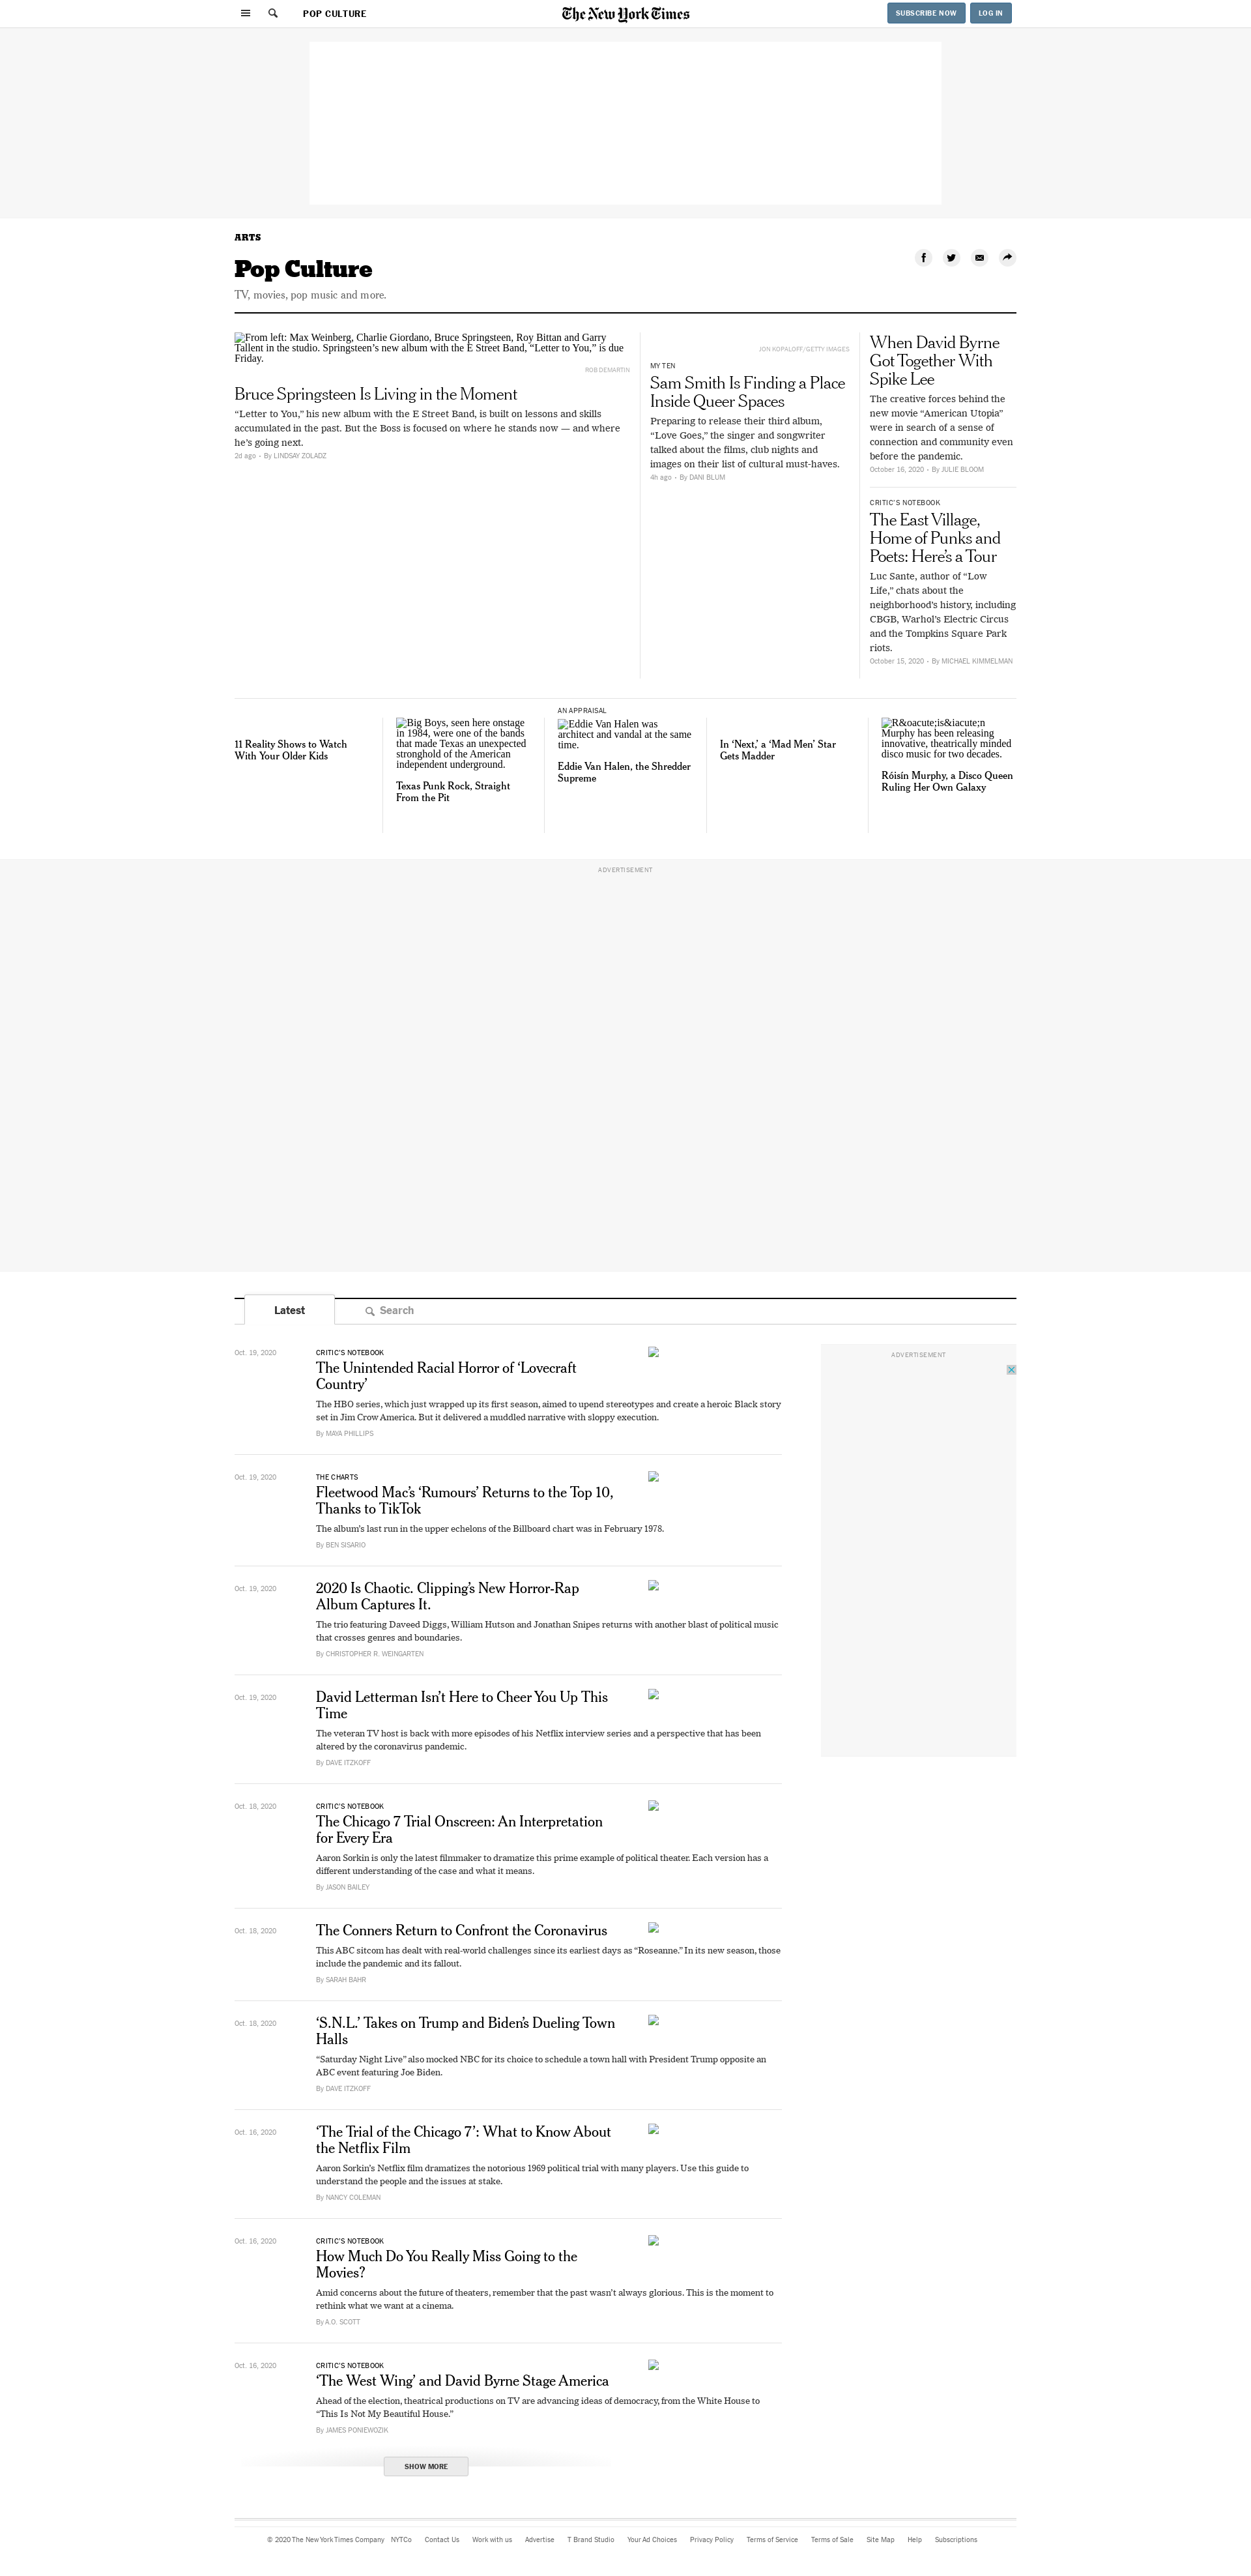 POP CULTURE
The New York Times
SUBSCRIBE NOW
LOG IN
ARTS
Pop Culture
TV, movies, pop music and more.
From left: Max Weinberg, Charlie Giordano, Bruce Springsteen, Roy Bittan and Garry
Tallent in the studio. Springsteen’s new album with the E Street Band, “Letter to You,” is due
Friday.
ROB DEMARTIN
Bruce Springsteen Is Living in the Moment
“Letter to You,” his new album with the E Street Band, is built on lessons and skills
accumulated in the past. But the Boss is focused on where he stands now — and where
he’s going next.
2d ago - By LINDSAY ZOLADZ
JON KOPALOFF/GETTY IMAGES
MY TEN
Sam Smith Is Finding a Place
Inside Queer Spaces
Preparing to release their third album,
“Love Goes,” the singer and songwriter
talked about the films, club nights and
images on their list of cultural must-haves.
4h ago - By DANI BLUM
When David Byrne
Got Together With
Spike Lee
The creative forces behind the
new movie “American Utopia”
were in search of a sense of
connection and community even
before the pandemic.
October 16, 2020 - By JULIE BLOOM
CRITIC’S NOTEBOOK
The East Village,
Home of Punks and
Poets: Here’s a Tour
Luc Sante, author of “Low
Life,” chats about the
neighborhood’s history, including
CBGB, Warhol’s Electric Circus
and the Tompkins Square Park
riots.
October 15, 2020 - By MICHAEL KIMMELMAN
11 Reality Shows to Watch
With Your Older Kids
Big Boys, seen here onstage
in 1984, were one of the bands
that made Texas an unexpected
stronghold of the American
independent underground.
Texas Punk Rock, Straight
From the Pit
AN APPRAISAL
Eddie Van Halen was
architect and vandal at the same
time.
Eddie Van Halen, the Shredder
Supreme
In ‘Next,’ a ‘Mad Men’ Star
Gets Madder
R&oacute;is&iacute;n
Murphy has been releasing
innovative, theatrically minded
disco music for two decades.
Róisín Murphy, a Disco Queen
Ruling Her Own Galaxy
ADVERTISEMENT
Latest
Search
ADVERTISEMENT
Oct. 19, 2020
CRITIC’S NOTEBOOK
The Unintended Racial Horror of ‘Lovecraft
Country’
The HBO series, which just wrapped up its first season, aimed to upend stereotypes and create a heroic Black story
set in Jim Crow America. But it delivered a muddled narrative with sloppy execution.
By MAYA PHILLIPS
Oct. 19, 2020
THE CHARTS
Fleetwood Mac’s ‘Rumours’ Returns to the Top 10,
Thanks to TikTok
The album’s last run in the upper echelons of the Billboard chart was in February 1978.
By BEN SISARIO
Oct. 19, 2020
2020 Is Chaotic. Clipping’s New Horror-Rap
Album Captures It.
The trio featuring Daveed Diggs, William Hutson and Jonathan Snipes returns with another blast of political music
that crosses genres and boundaries.
By CHRISTOPHER R. WEINGARTEN
Oct. 19, 2020
David Letterman Isn’t Here to Cheer You Up This
Time
The veteran TV host is back with more episodes of his Netflix interview series and a perspective that has been
altered by the coronavirus pandemic.
By DAVE ITZKOFF
Oct. 18, 2020
CRITIC’S NOTEBOOK
The Chicago 7 Trial Onscreen: An Interpretation
for Every Era
Aaron Sorkin is only the latest filmmaker to dramatize this prime example of political theater. Each version has a
different understanding of the case and what it means.
By JASON BAILEY
Oct. 18, 2020
The Conners Return to Confront the Coronavirus
This ABC sitcom has dealt with real-world challenges since its earliest days as “Roseanne.” In its new season, those
include the pandemic and its fallout.
By SARAH BAHR
Oct. 18, 2020
‘S.N.L.’ Takes on Trump and Biden’s Dueling Town
Halls
“Saturday Night Live” also mocked NBC for its choice to schedule a town hall with President Trump opposite an
ABC event featuring Joe Biden.
By DAVE ITZKOFF
Oct. 16, 2020
‘The Trial of the Chicago 7’: What to Know About
the Netflix Film
Aaron Sorkin’s Netflix film dramatizes the notorious 1969 political trial with many players. Use this guide to
understand the people and the issues at stake.
By NANCY COLEMAN
Oct. 16, 2020
CRITIC’S NOTEBOOK
How Much Do You Really Miss Going to the
Movies?
Amid concerns about the future of theaters, remember that the past wasn’t always glorious. This is the moment to
rethink what we want at a cinema.
By A.O. SCOTT
Oct. 16, 2020
CRITIC’S NOTEBOOK
‘The West Wing’ and David Byrne Stage America
Ahead of the election, theatrical productions on TV are advancing ideas of democracy, from the White House to
“This Is Not My Beautiful House.”
By JAMES PONIEWOZIK
SHOW MORE
© 2020 The New York Times Company NYTCo Contact Us Work with us Advertise T Brand Studio Your Ad Choices Privacy Policy Terms of Service Terms of Sale Site Map Help Subscriptions